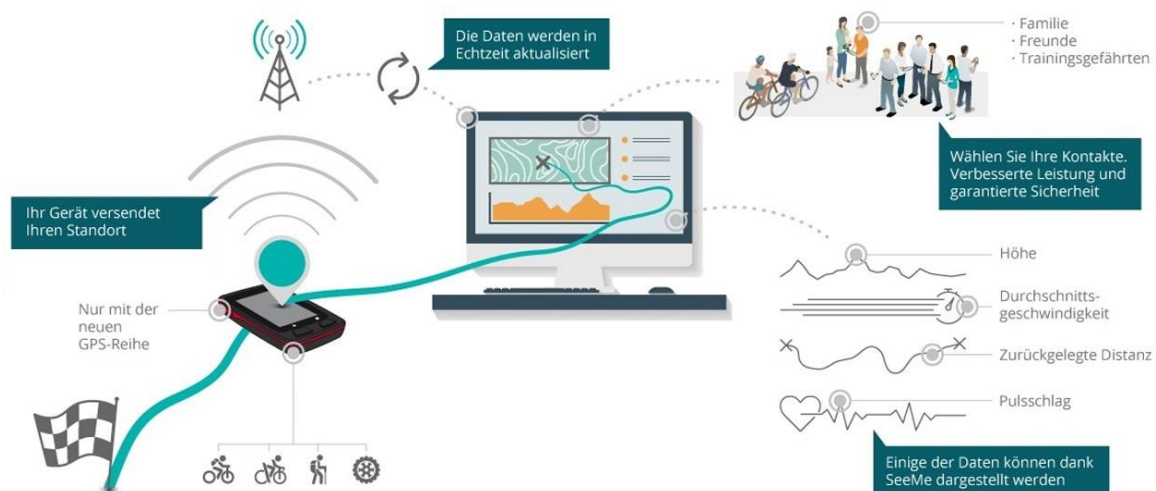 Die Daten werden in
Echtzeit aktualisiert
· Familie
· Freunde
· Trainingsgefährten
Wählen Sie Ihre Kontakte.
Verbesserte Leistung und
garantierte Sicherheit
Ihr Gerät versendet
Ihren Standort
Nur mit der
neuen
GPS-Reihe
Höhe
Durchschnitts-
geschwindigkeit
Zurückgelegte Distanz
Pulsschlag
Einige der Daten können dank
SeeMe dargestellt werden